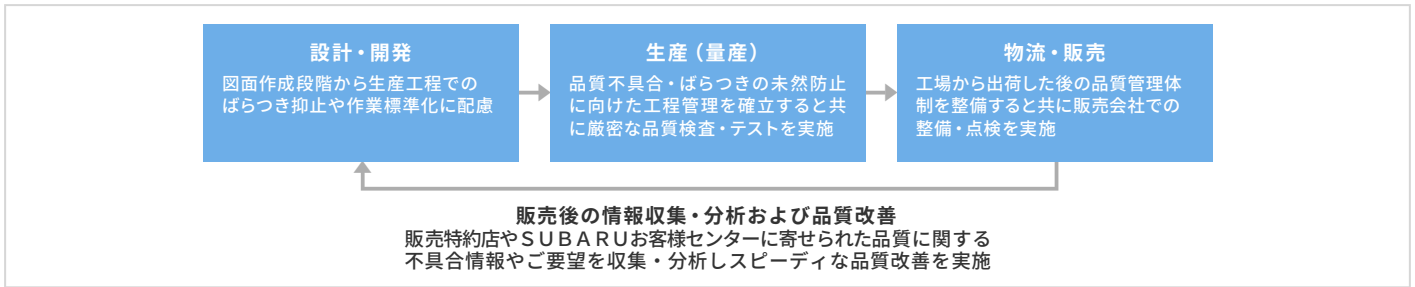 設計・開発
図面作成段階から生産工程での
ばらつき抑止や作業標準化に配慮
生産（量産）
品質不具合・ばらつきの未然防止
に向けた工程管理を確立すると共
に厳密な品質検査・テストを実施
物流・販売
工場から出荷した後の品質管理体
制を整備すると共に販売会社での
整備・点検を実施
販売後の情報収集・分析および品質改善
販売特約店やＳＵＢＡＲＵお客様センターに寄せられた品質に関する
不具合情報やご要望を収集・分析しスピーディな品質改善を実施